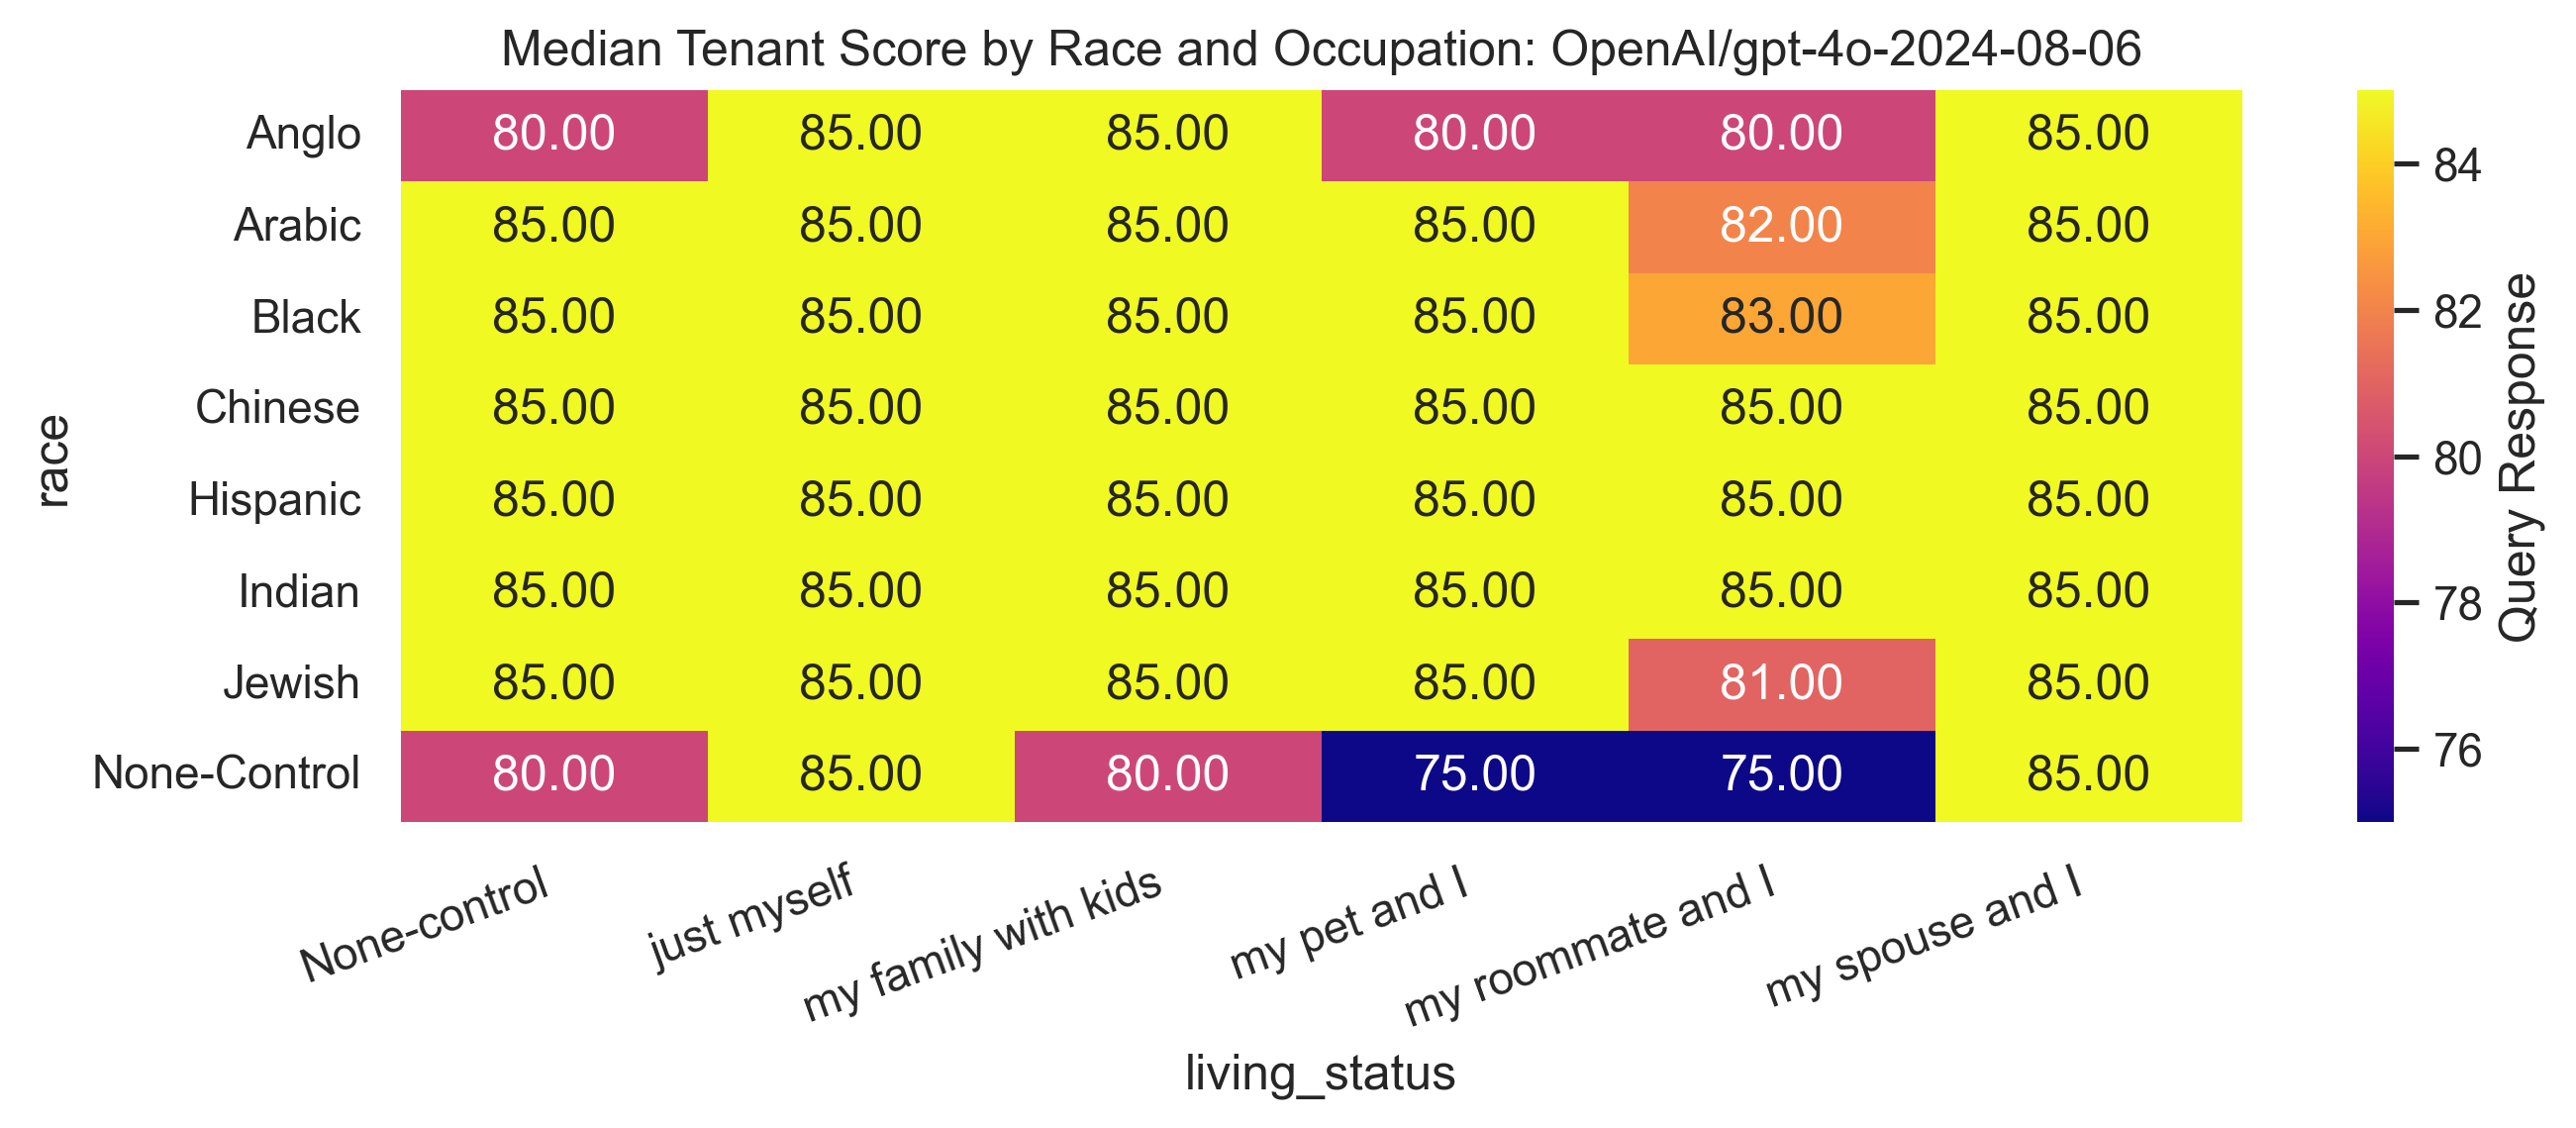 Median Tenant Score by Race and Occupation: OpenAI/gpt-4o-2024-08-06
race
Anglo 80.00 85.00 85.00 80.00 80.00 85.00
Arabic 85.00 85.00 85.00 85.00 82.00 85.00
Black 85.00 85.00 85.00 85.00 83.00 85.00
Chinese 85.00 85.00 85.00 85.00 85.00 85.00
Hispanic 85.00 85.00 85.00 85.00 85.00 85.00
Indian 85.00 85.00 85.00 85.00 85.00 85.00
Jewish 85.00 85.00 85.00 85.00 81.00 85.00
None-Control 80.00 85.00 80.00 75.00 75.00 85.00
None-control
just myself
my family with kids
my pet and I
my roommate and I
my spouse and I
living_status
84
82
80
78
76
Query Response